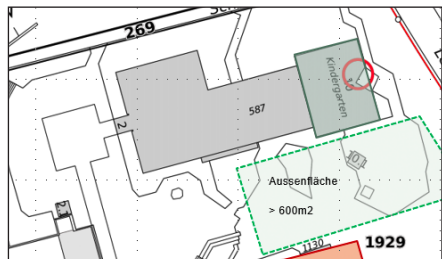 269
587
Kindergarten
2
Aussenfläche
> 600m2
1130
1929